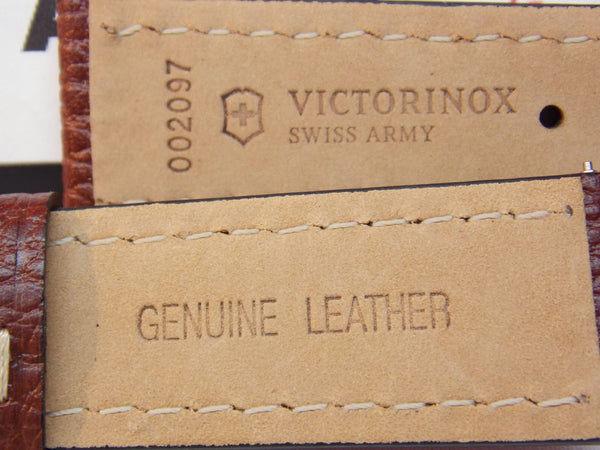 002097
VICTORINOX
SWISS ARMY
GENUINE LEATHER